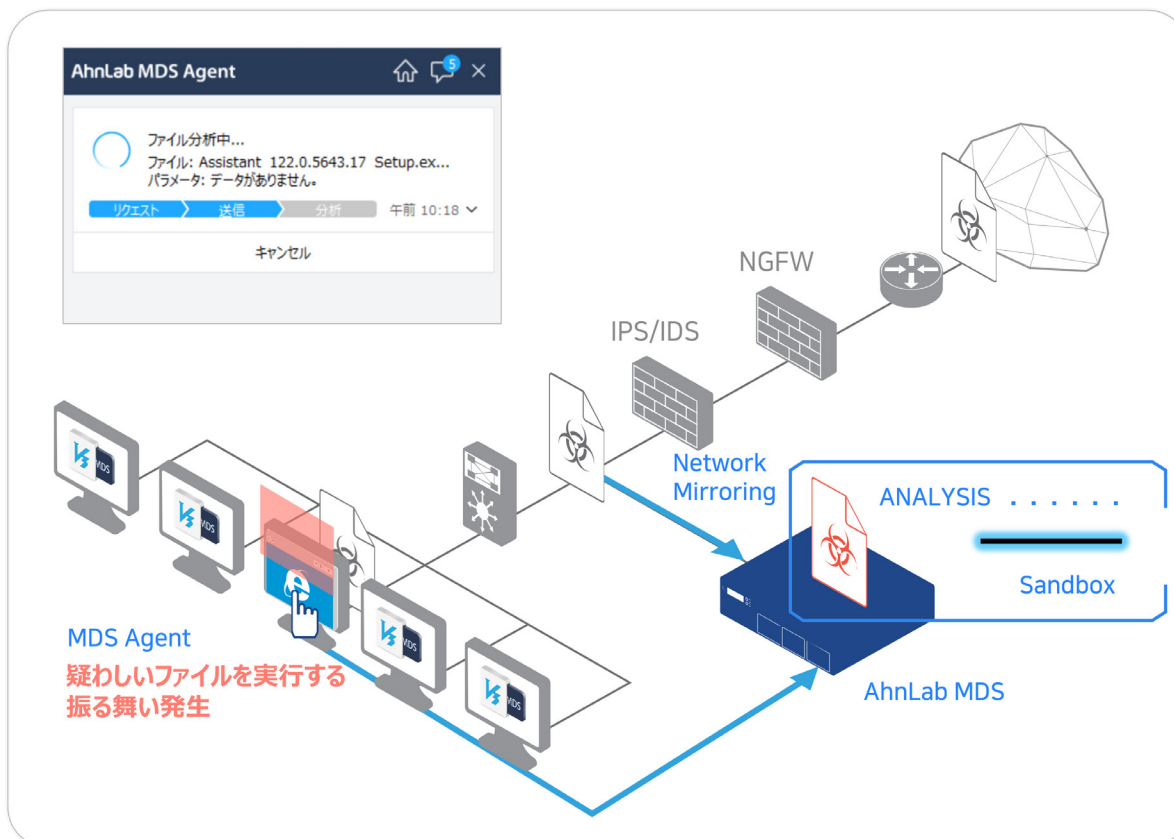 AhnLab MDS Agent
5
ファイル分析中...
ファイル: Assistant 122.0.5643.17 Setup.ex...
パラメータ: データがありません。
リクエスト
送信
分析
午前 10:18
キャンセル
NGFW
IPS/IDS
Network
Mirroring
ANALYSIS . . . . . .
Sandbox
AhnLab MDS
V3 MDS
V3 MDS
V3 MDS
V3 MDS
MDS Agent
疑わしいファイルを実行する
振る舞い発生